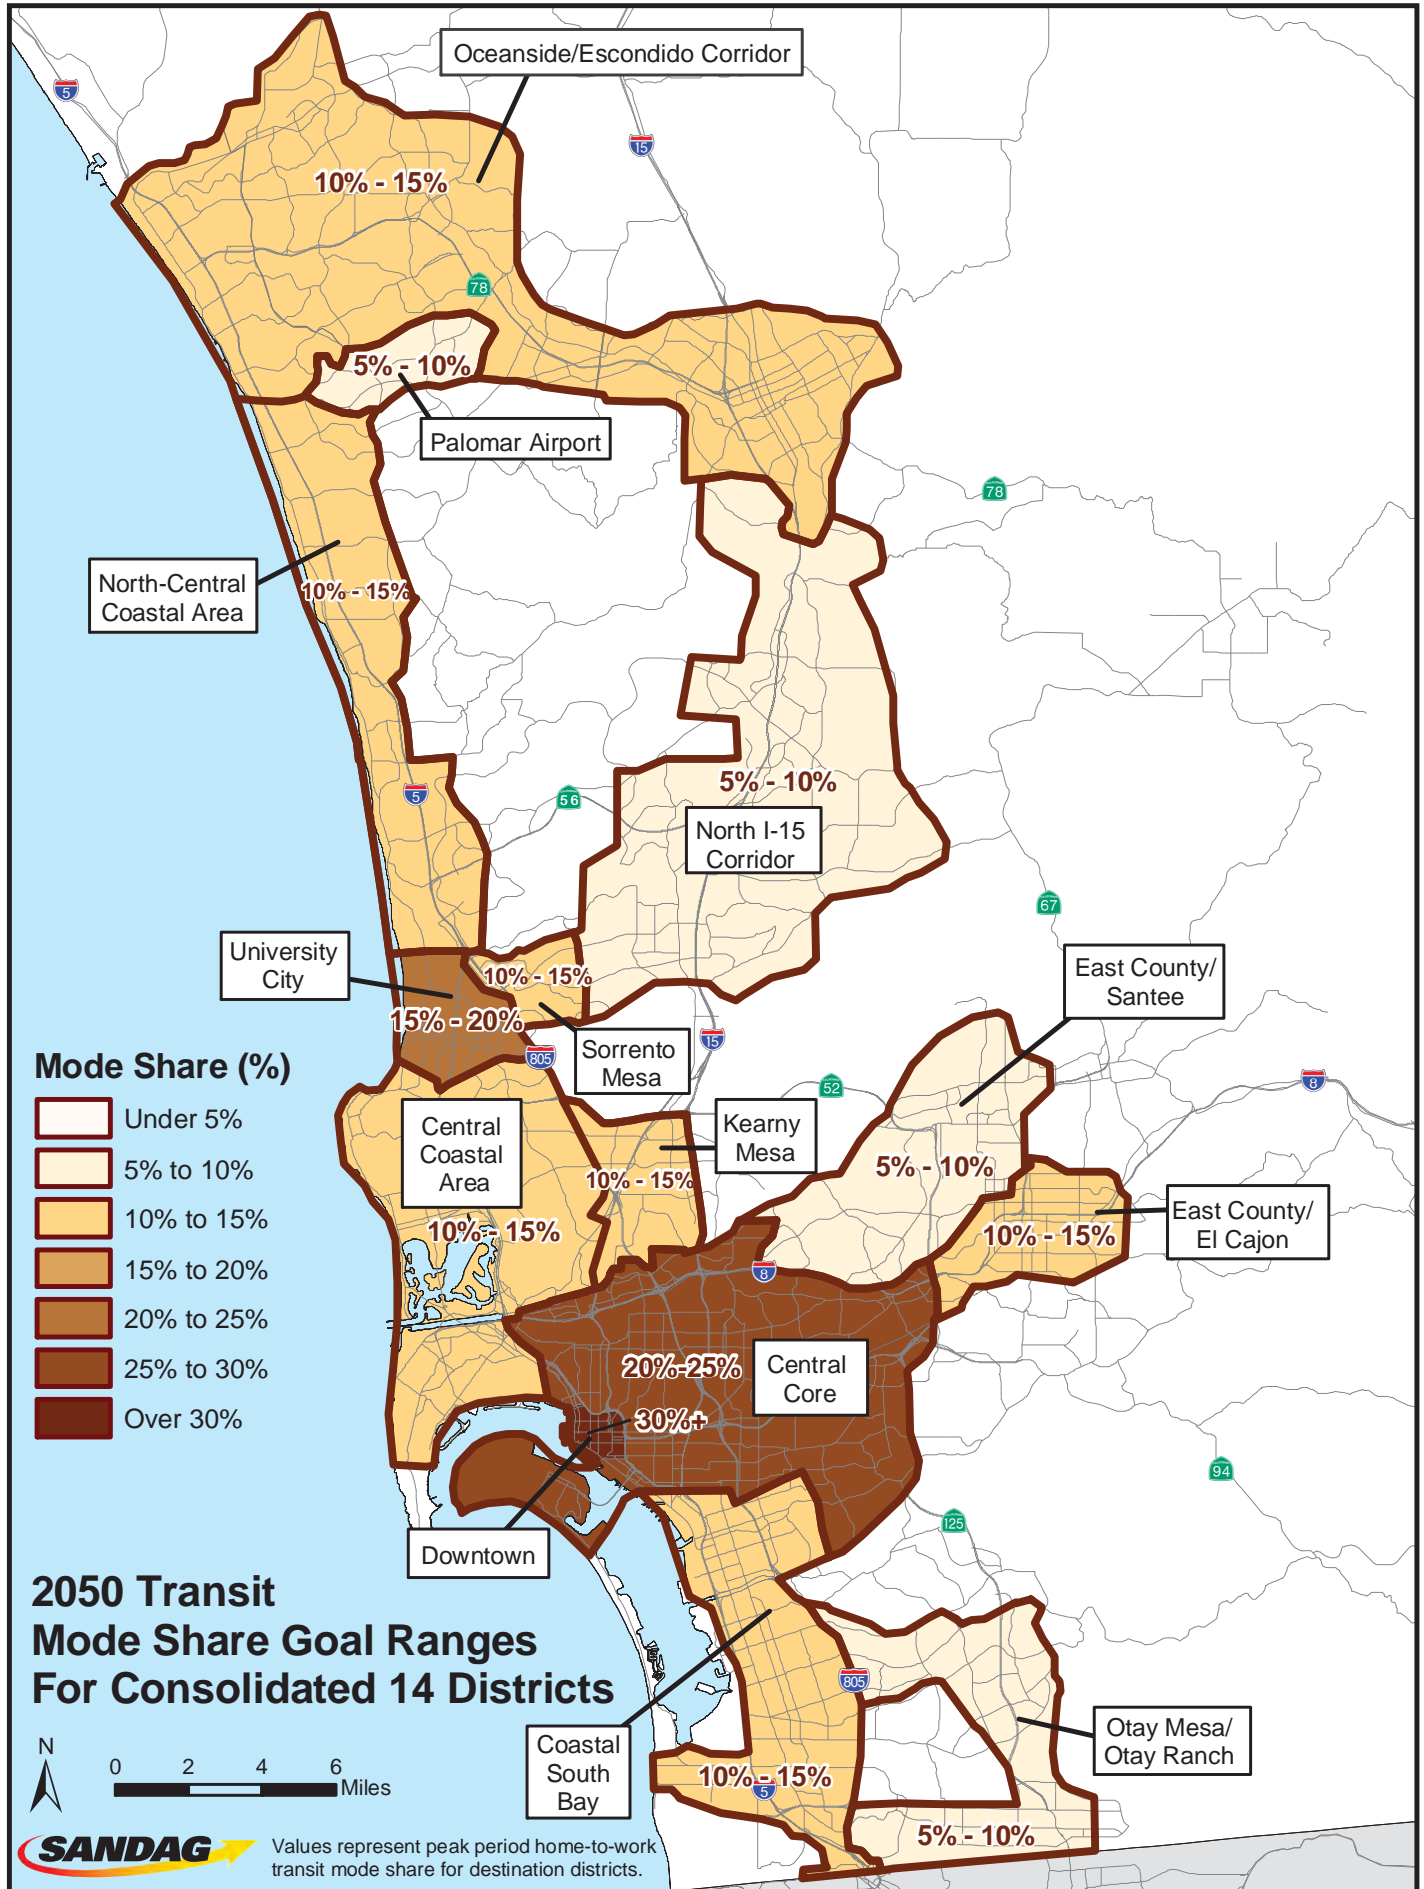 Oceanside/Escondido Corridor
5
15
10% - 15%
78
5% - 10%
Palomar Airport
78
North-Central
Coastal Area
10% - 15%
5
56
5% - 10%
North I-15
Corridor
67
University
City
10% - 15%
15% - 20%
East County/
Santee
Sorrento
Mesa
805
15
52
8
Mode Share (%)
Under 5%
5% to 10%
10% to 15%
15% to 20%
20% to 25%
25% to 30%
Over 30%
Central
Coastal
Area
10% - 15%
Kearny
Mesa
10% - 15%
5% - 10%
East County/
El Cajon
10% - 15%
8
20%-25%
Central
Core
30%+
94
125
Downtown
2050 Transit
Mode Share Goal Ranges
For Consolidated 14 Districts
805
Otay Mesa/
Otay Ranch
Coastal
South
Bay
10% - 15%
5
5% - 10%
N
0 2 4 6
Miles
SANDAG
Values represent peak period home-to-work
transit mode share for destination districts.